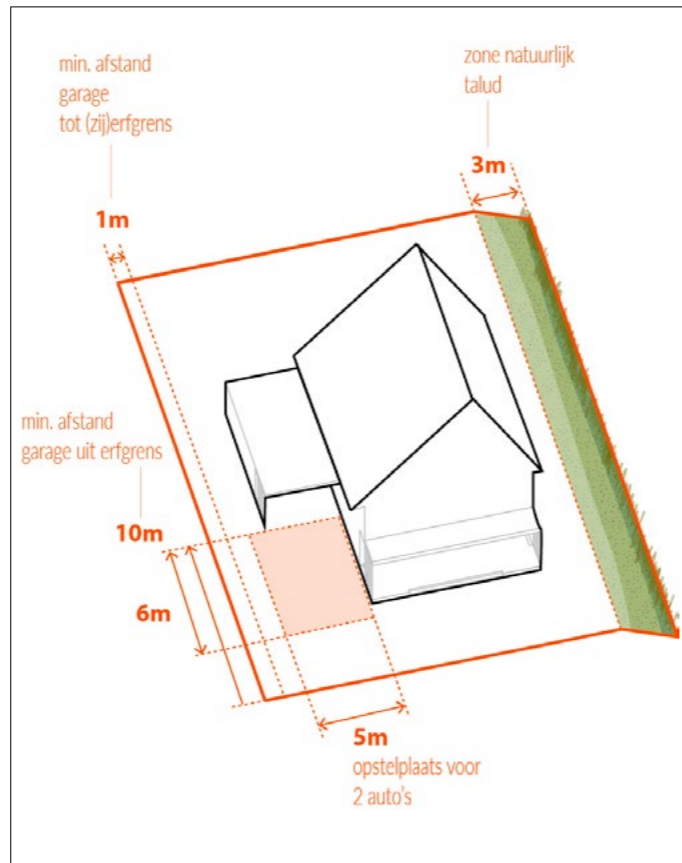 min. afstand
garage
tot (zij)erfgrens
1m
zone natuurlijk
talud
3m
min. afstand
garage uit erfgrens
10m
6m
5m
opstelplaats voor
2 auto's